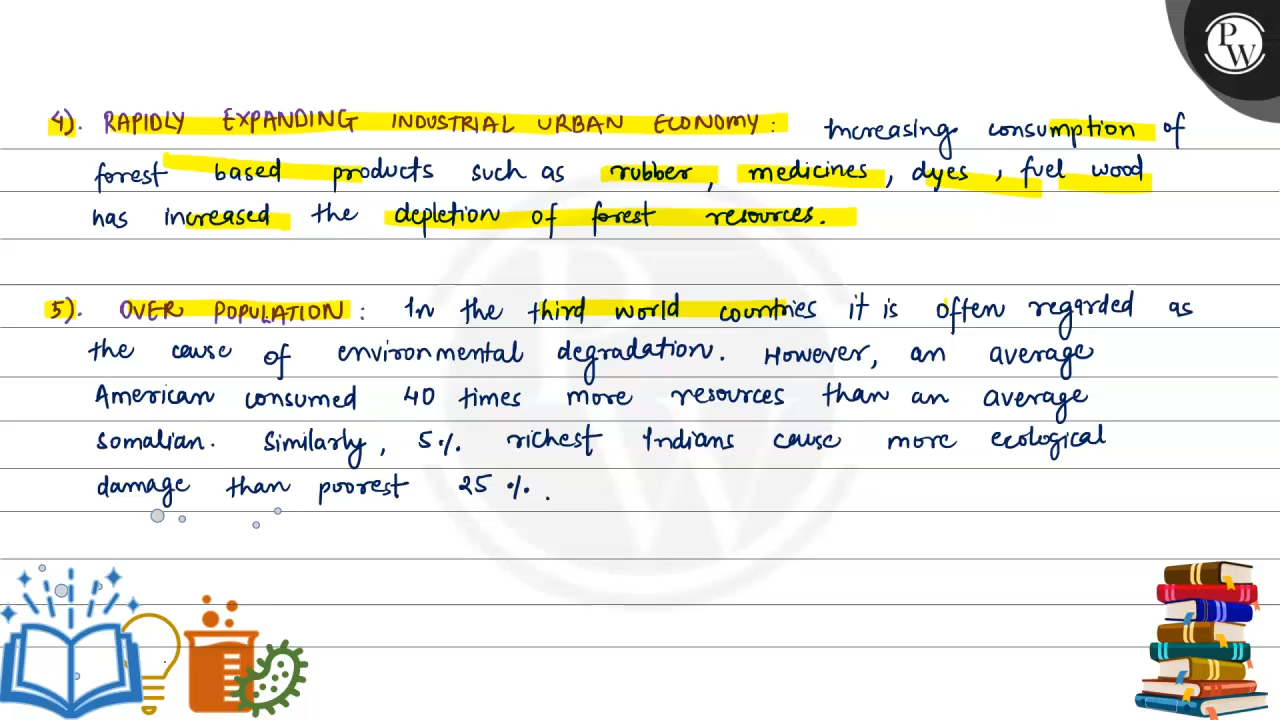 PW
4). RAPIDLY EXPANDING INDUSTRIAL URBAN ECONOMY: Increasing consumption of
forest based products such as rubber, medicines, dyes, fuel wood
has increased the depletion of forest resources.
5). OVER POPULATION: In the third world countries it is often regarded as
the cause of environmental degradation. However, an average
American consumed 40 times more resources than an average
somalian. Similarly, 5% richest Indians cause more ecological
damage than poorest 25%.